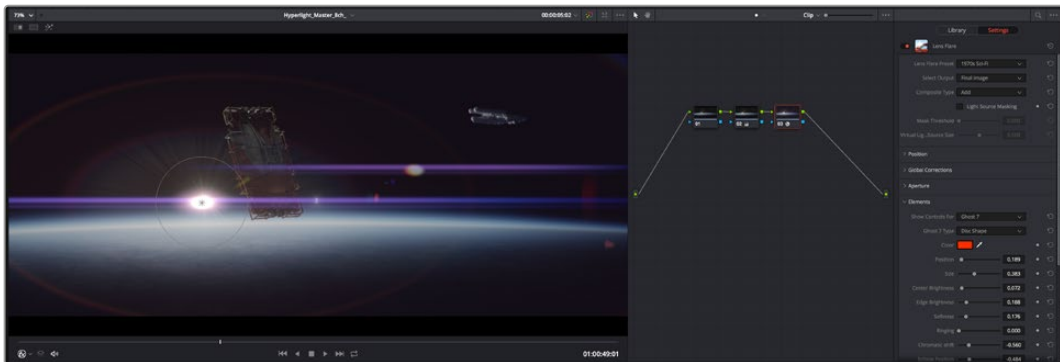 73%
Hyperlight_Master_8ch_
00:00:05:02
Clip
Library
Settings
Lens Flare
Lens Flare Preset 1970s Sci-Fi
Select Output Final Image
Composite Type Add
Light Source Masking
Mask Threshold
Position
Global Corrections
Aperture
Elements
Show Controls For Ghost 7
Ghost 7 Type Disc Shape
Color
Position 0.189
Size 0.383
Center Brightness 0.072
Edge Brightness 0.188
Softness 0.176
Ringing 0.000
Chromatic Shift -0.560
01:00:49:01